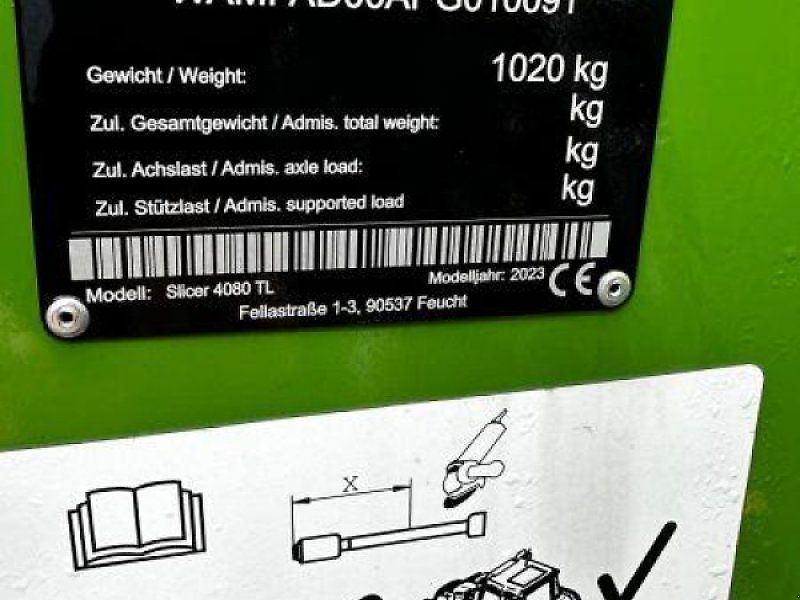 Gewicht / Weight: 1020 kg
Zul. Gesamtgewicht / Admis. total weight: kg
Zul. Achslast / Admis. axle load: kg
Zul. Stützlast / Admis. supported load kg
Modell: Slicer 4080 TL Modelljahr: 2023 CE
Fellastraße 1-3, 90537 Feucht
X